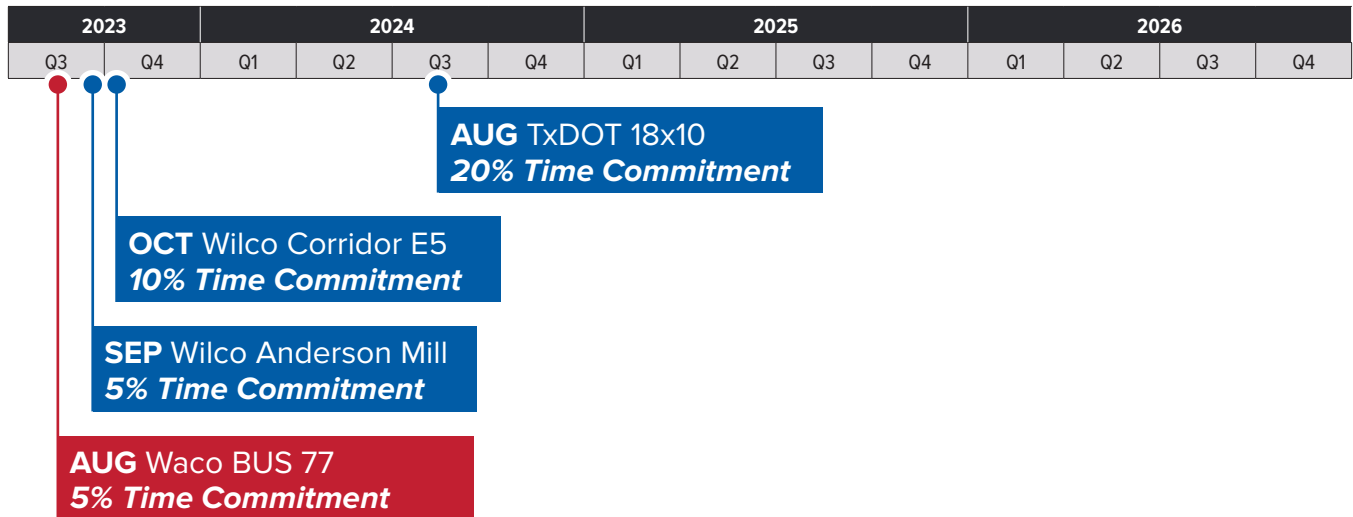 2023 2024 2025 2026
Q3 Q4 Q1 Q2 Q3 Q4 Q1 Q2 Q3 Q4 Q1 Q2 Q3 Q4
AUG TxDOT 18x10
20% Time Commitment
OCT Wilco Corridor E5
10% Time Commitment
SEP Wilco Anderson Mill
5% Time Commitment
AUG Waco BUS 77
5% Time Commitment